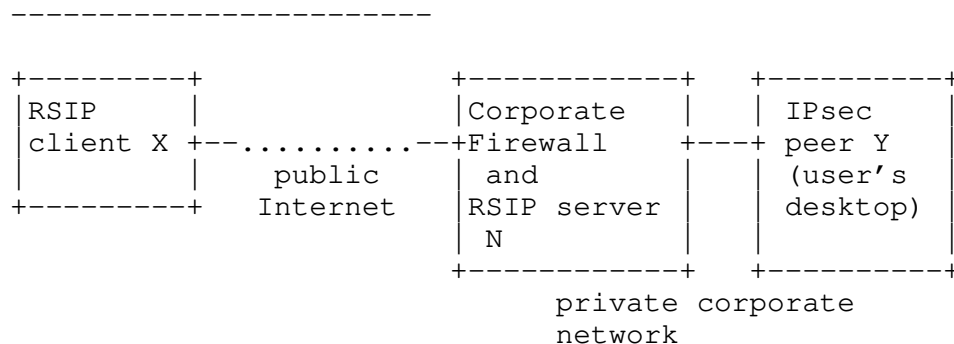 -------------------------
+---------+ +------------+ +-----------+
|RSIP | |Corporate | | IPsec |
|client X +--..........--+Firewall +---+ peer Y |
| | public | and | | (user's |
+---------+ Internet |RSIP server | | desktop) |
| N | | |
+------------+ +-----------+
private corporate
network